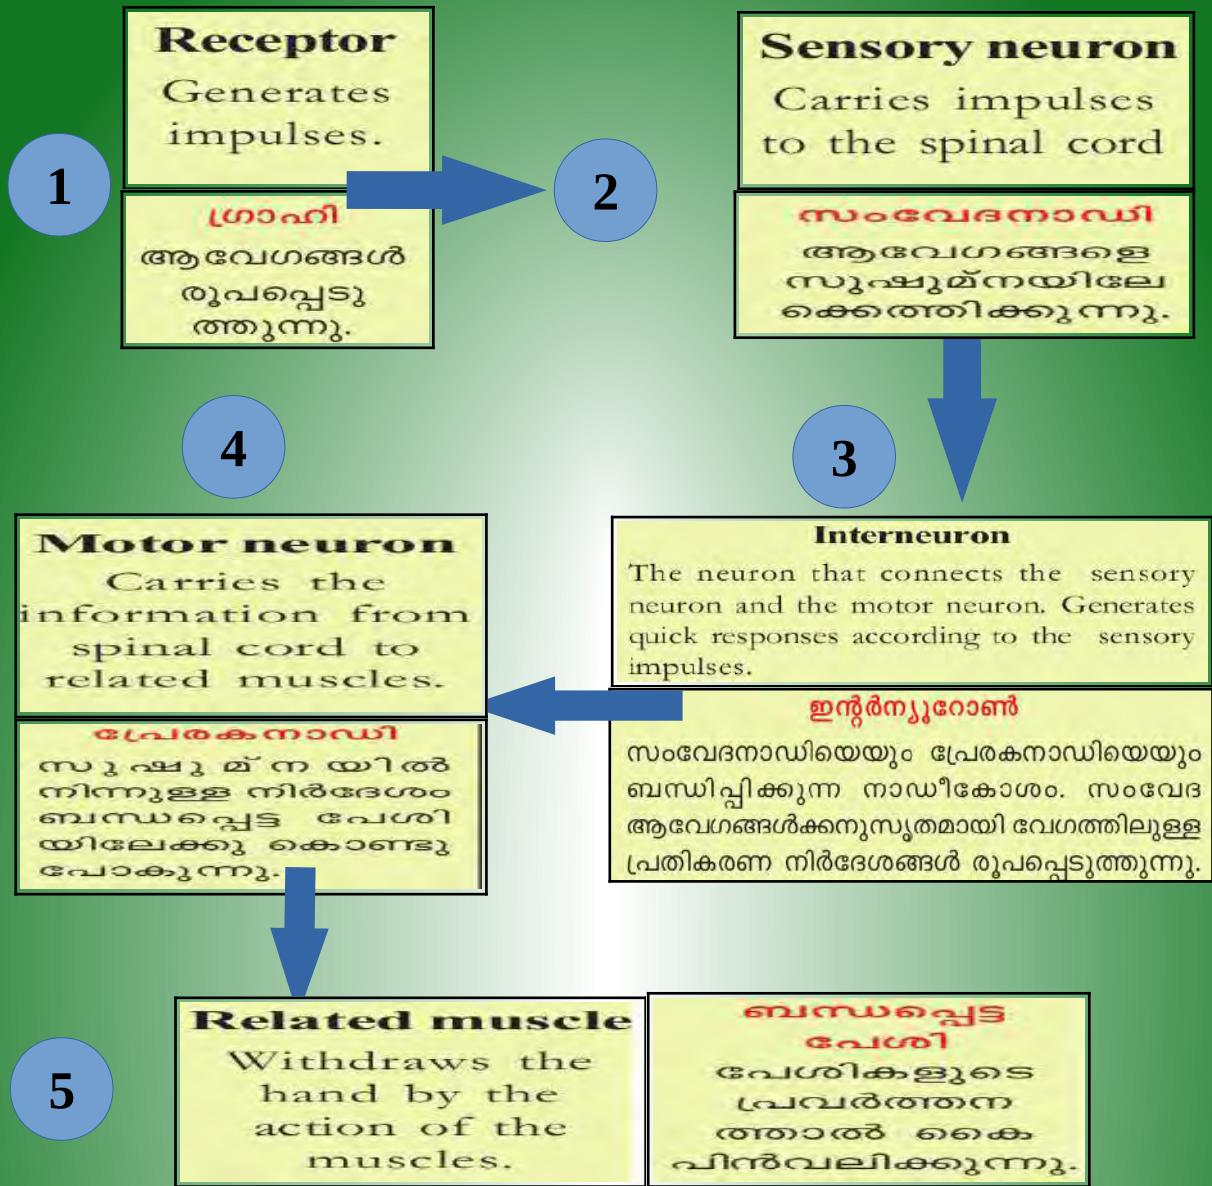 1
Receptor
Generates
impulses.
ഗ്രാഹി
ആവേഗങ്ങൾ
രൂപപ്പെടു
ത്തുന്നു.
2
Sensory neuron
Carries impulses
to the spinal cord
സംവേദനാഡി
ആവേഗങ്ങളെ
സുഷുമ്നയിലേ
ക്കെത്തിക്കുന്നു.
3
Interneuron
The neuron that connects the sensory
neuron and the motor neuron. Generates
quick responses according to the sensory
impulses.
ഇന്റർന്യൂറോൺ
സംവേദനാഡിയെയും പ്രേരകനാഡിയെയും
ബന്ധിപ്പിക്കുന്ന നാഡീകോശം. സംവേദ
ആവേഗങ്ങൾക്കനുസൃതമായി വേഗത്തിലുള്ള
പ്രതികരണ നിർദേശങ്ങൾ രൂപപ്പെടുത്തുന്നു.
4
Motor neuron
Carries the
information from
spinal cord to
related muscles.
പ്രേരകനാഡി
സുഷുമ്നയിൽ
നിന്നുള്ള നിർദേശം
ബന്ധപ്പെട്ട പേശി
യിലേക്കു കൊണ്ടു
പോകുന്നു.
5
Related muscle
Withdraws the
hand by the
action of the
muscles.
ബന്ധപ്പെട്ട
പേശി
പേശികളുടെ
പ്രവർത്തന
ത്താൽ കൈ
പിൻവലിക്കുന്നു.